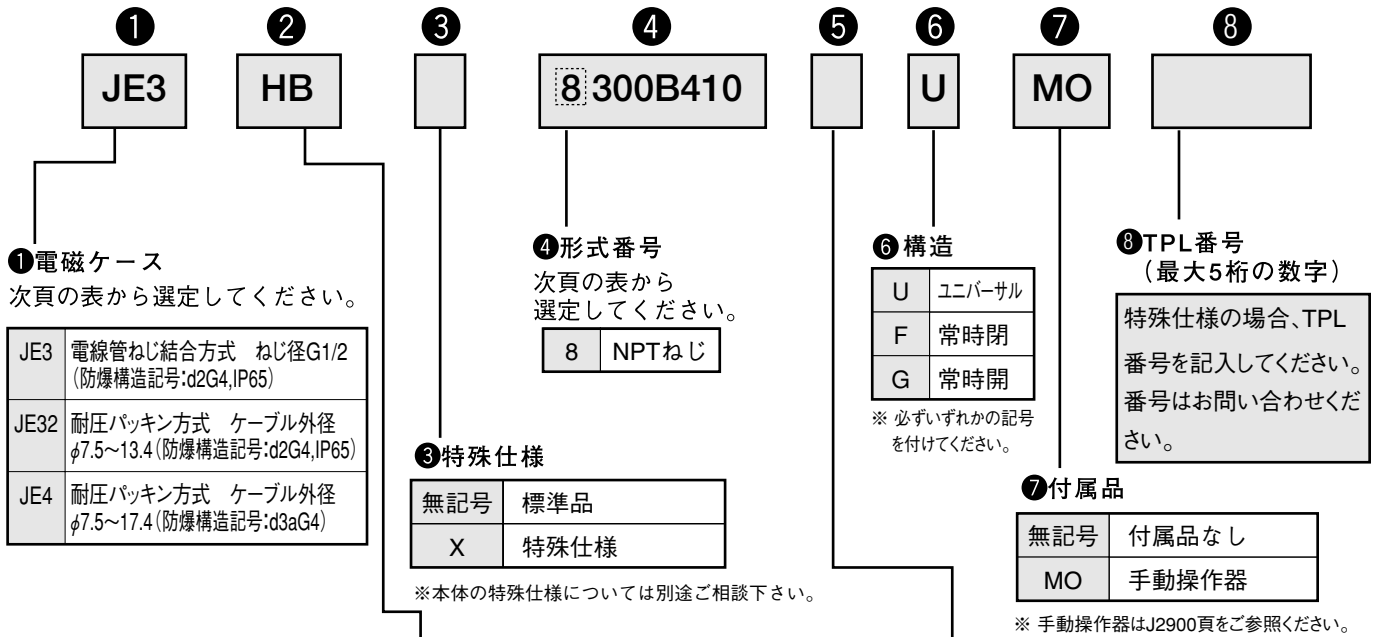 ❶ ❷ ❸ ❹ ❺ ❻ ❼ ❽
JE3 HB 8300B410 U MO
❶電磁ケース
次頁の表から選定してください。
JE3 電線管ねじ結合方式 ねじ径G1/2
(防爆構造記号:d2G4,IP65)
JE32 耐圧パッキン方式 ケーブル外径
φ7.5~13.4(防爆構造記号:d2G4,IP65)
JE4 耐圧パッキン方式 ケーブル外径
φ7.5~17.4(防爆構造記号:d3aG4)
❸特殊仕様
無記号 標準品
X 特殊仕様
※本体の特殊仕様については別途ご相談下さい。
❹形式番号
次頁の表から
選定してください。
8 NPTねじ
❻構造
U ユニバーサル
F 常時閉
G 常時開
※ 必ずいずれかの記号
を付けてください。
❽TPL番号
(最大5桁の数字)
特殊仕様の場合、TPL
番号を記入してください。
番号はお問い合わせくだ
さい。
❼付属品
無記号 付属品なし
MO 手動操作器
※ 手動操作器はJ2900頁をご参照ください。